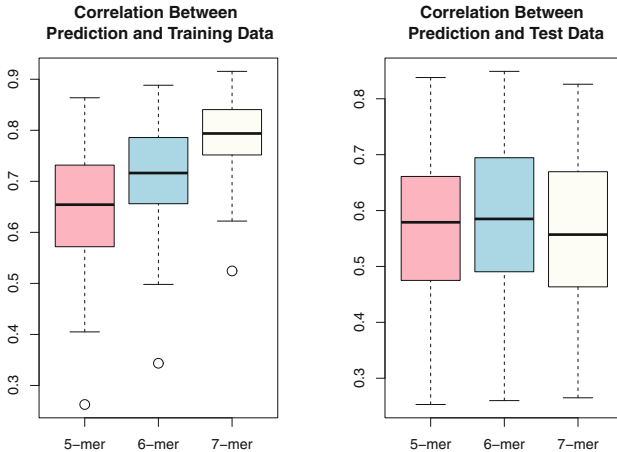 Correlation Between
Prediction and Training Data
0.9
0.8
0.7
0.6
0.5
0.4
0.3
5-mer 6-mer 7-mer
Correlation Between
Prediction and Test Data
0.8
0.7
0.6
0.5
0.4
0.3
5-mer 6-mer 7-mer